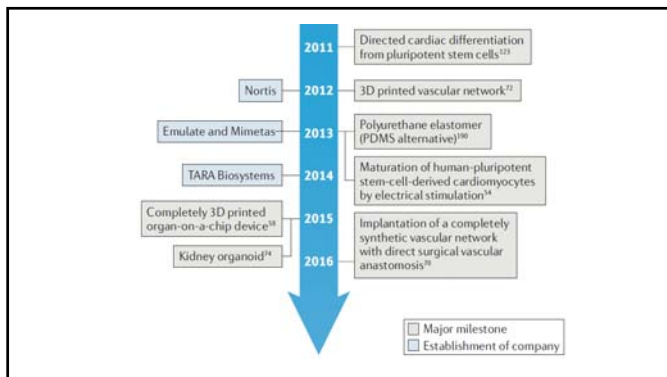 2011
Directed cardiac differentiation
from pluripotent stem cells123
Nortis
2012
3D printed vascular network72
Emulate and Mimetas
2013
Polyurethane elastomer
(PDMS alternative)190
TARA Biosystems
2014
Maturation of human-pluripotent
stem-cell-derived cardiomyocytes
by electrical stimulation54
Completely 3D printed
organ-on-a-chip device58
2015
Kidney organoid74
2016
Implantation of a completely
synthetic vascular network
with direct surgical vascular
anastomosis70
Major milestone
Establishment of company